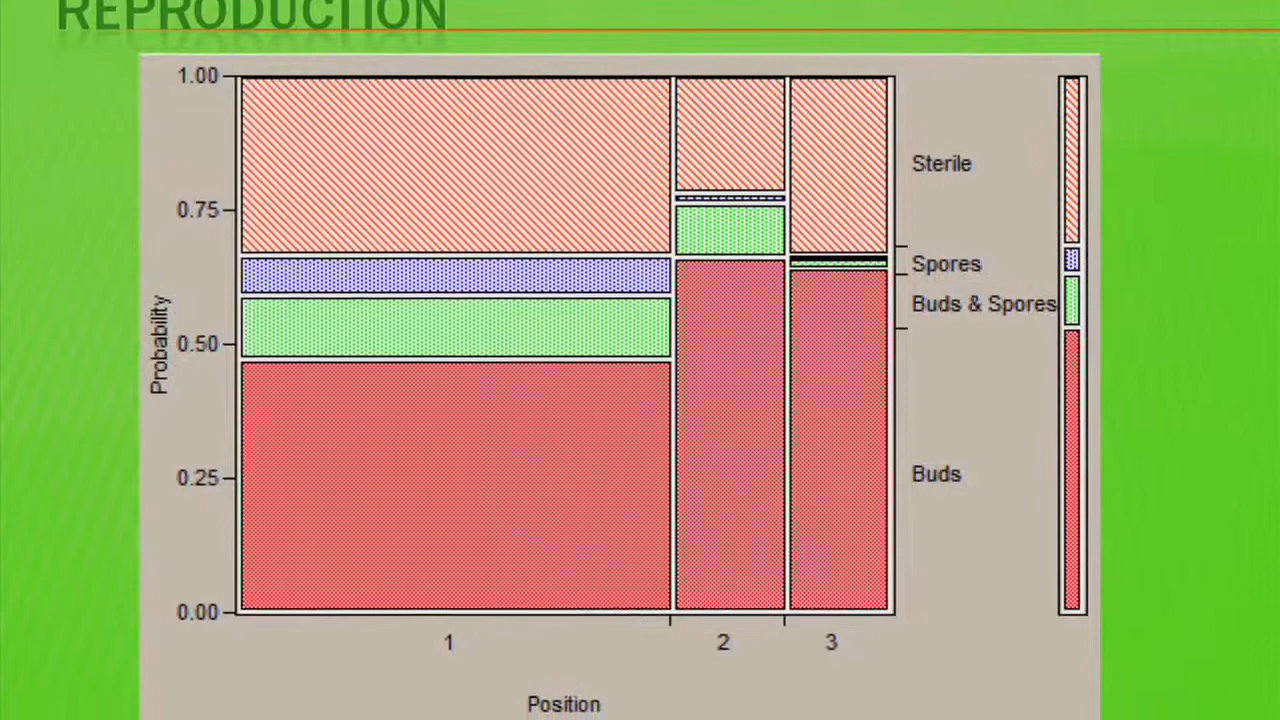 REPRODUCTION
1.00
0.75
0.50
0.25
0.00
Probability
Sterile
Spores
Buds & Spores
Buds
1 2 3
Position